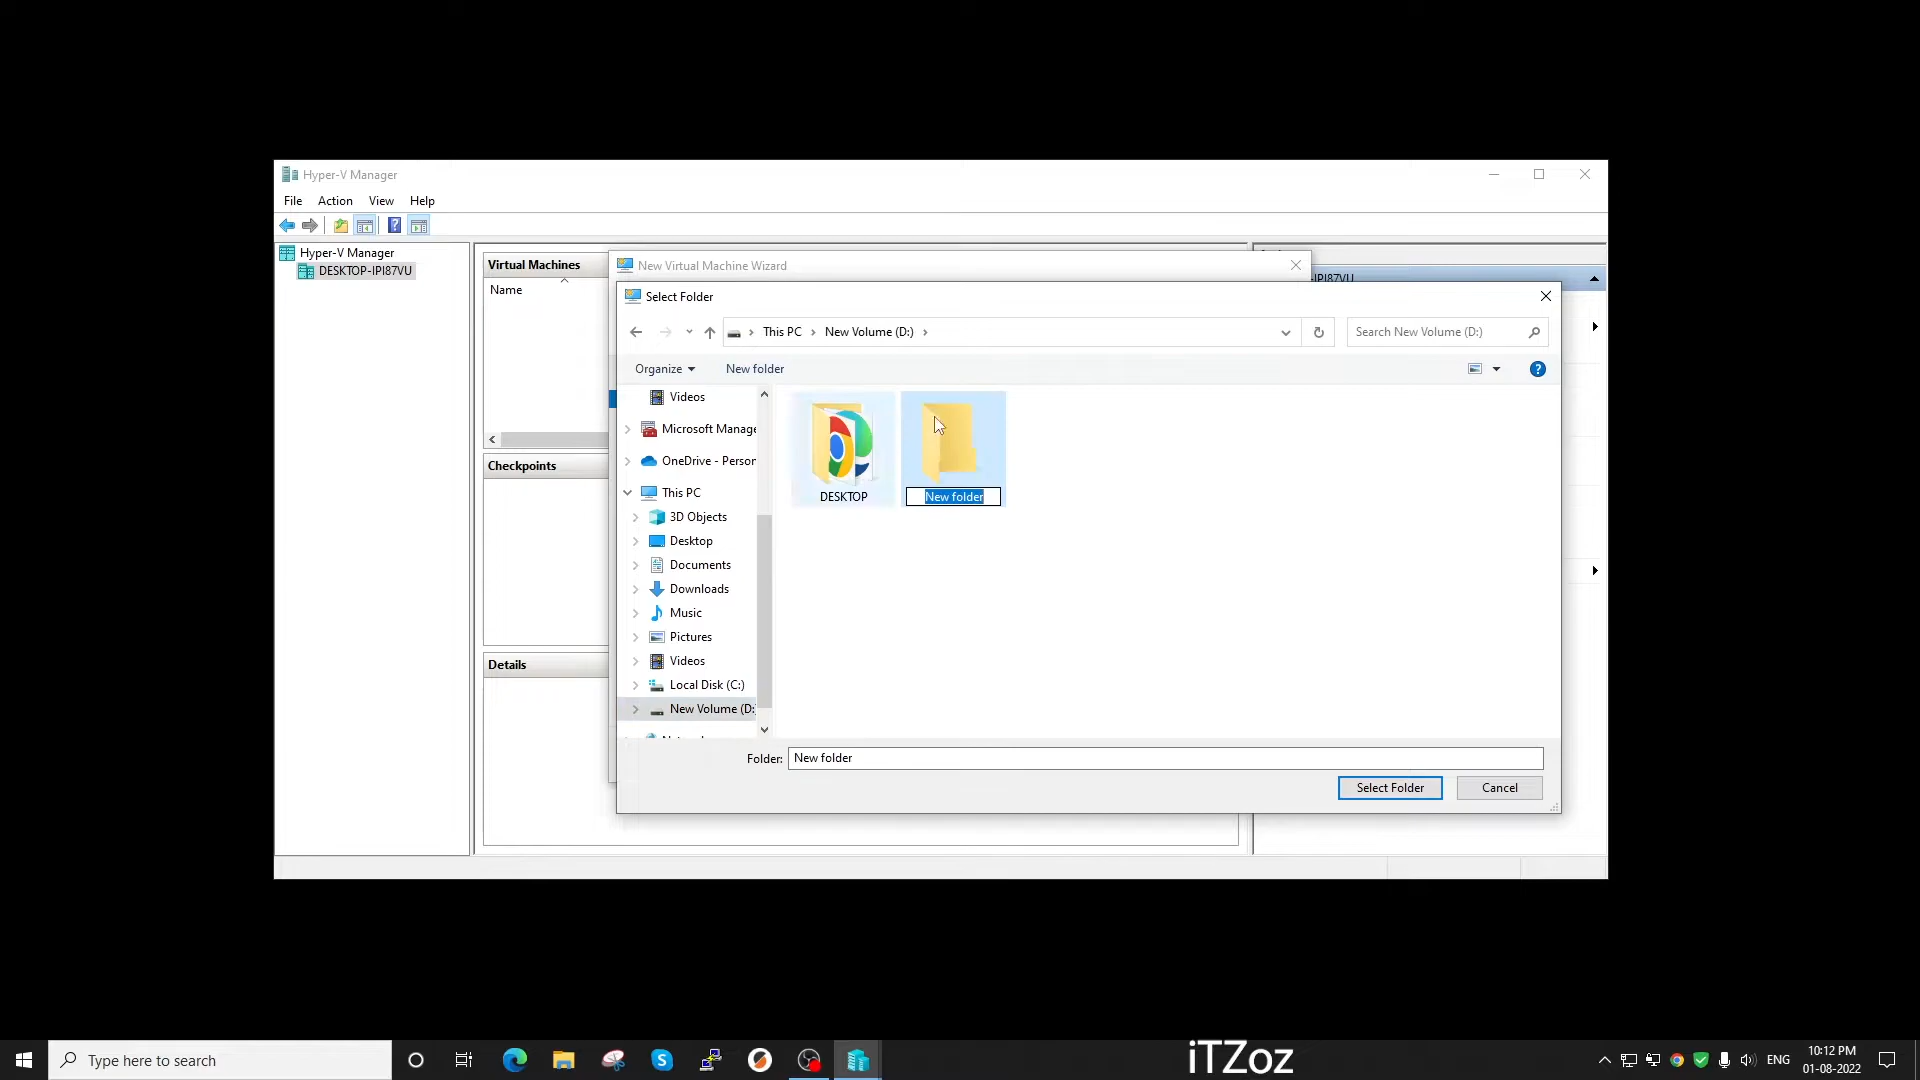 Hyper-V Manager
File Action View Help
Hyper-V Manager
DESKTOP-IPI87VU
Virtual Machines
Name
Checkpoints
Details
New Virtual Machine Wizard
Select Folder
This PC
New Volume (D:)
Search New Volume (D:)
Organize
New folder
Videos
Microsoft Manage
OneDrive - Person
This PC
3D Objects
Desktop
Documents
Downloads
Music
Pictures
Videos
Local Disk (C:)
New Volume (D:
DESKTOP
New folder
Folder: New folder
Select Folder
Cancel
Type here to search
iTZoz
ENG
10:12 PM
01-08-2022